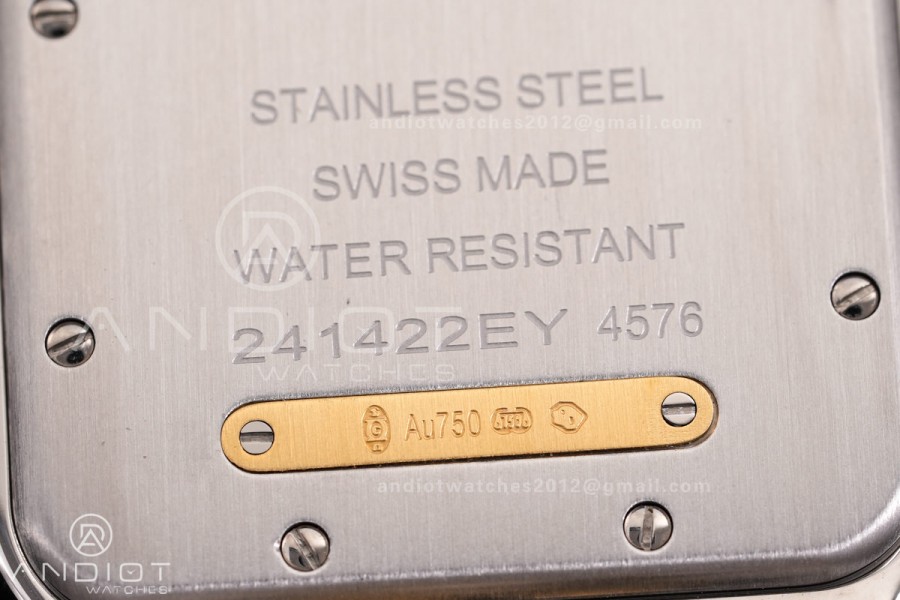 STAINLESS STEEL
andiotwatches2012@gmail.com
SWISS MADE
WATER RESISTANT
ANDIOT
WATCHES
241422EY 4576
Au750
andiotwatches2012@gmail.com
ANDIOT
WATCHES